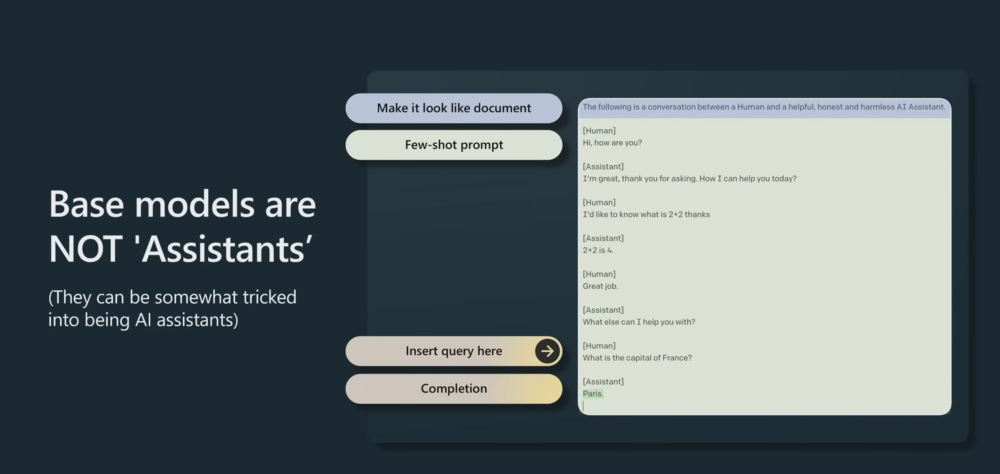 Base models are
NOT 'Assistants’
(They can be somewhat tricked
into being AI assistants)
Make it look like document
Few-shot prompt
Insert query here
Completion
The following is a conversation between a Human and a helpful, honest and harmless AI Assistant.
[Human]
Hi, how are you?
[Assistant]
I'm great, thank you for asking. How I can help you today?
[Human]
I'd like to know what is 2+2 thanks
[Assistant]
2+2 is 4.
[Human]
Great job.
[Assistant]
What else can I help you with?
[Human]
What is the capital of France?
[Assistant]
Paris.